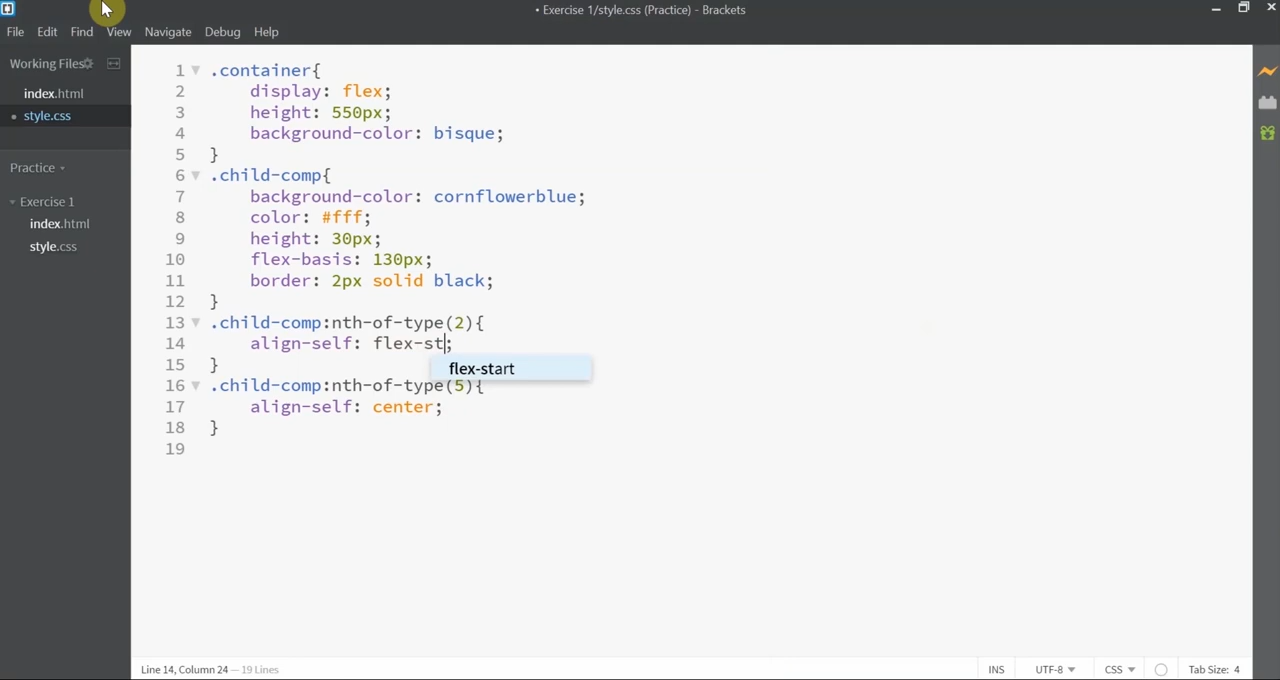 • Exercise 1/style.css (Practice) - Brackets
File Edit Find View Navigate Debug Help
Working Files
index.html
• style.css
Practice
Exercise 1
index.html
style.css
1 .container{
2 display: flex;
3 height: 550px;
4 background-color: bisque;
5 }
6 .child-comp{
7 background-color: cornflowerblue;
8 color: #fff;
9 height: 30px;
10 flex-basis: 130px;
11 border: 2px solid black;
12 }
13 .child-comp:nth-of-type(2){
14 align-self: flex-st;
flex-start
15 }
16 .child-comp:nth-of-type(5){
17 align-self: center;
18 }
19
Line 14, Column 24 — 19 Lines
INS UTF-8 CSS Tab Size: 4